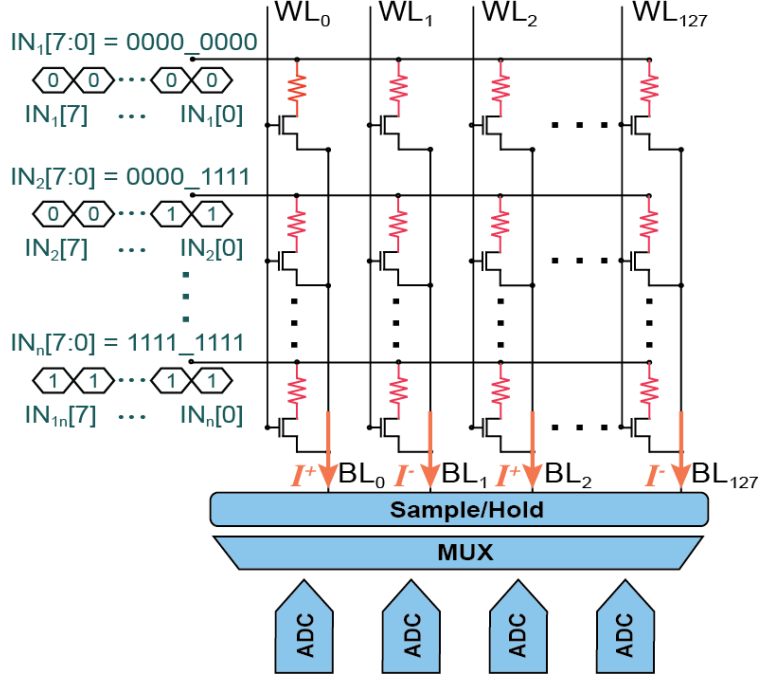 WL0 WL1 WL2 WL127
IN1[7:0] = 0000_0000
0 0 ··· 0 0
IN1[7] ··· IN1[0]
IN2[7:0] = 0000_1111
0 0 ··· 1 1
IN2[7] ··· IN2[0]
INn[7:0] = 1111_1111
1 1 ··· 1 1
IN1n[7] ··· INn[0]
I+ BL0 I- BL1 I+ BL2 I- BL127
Sample/Hold
MUX
ADC ADC ADC ADC